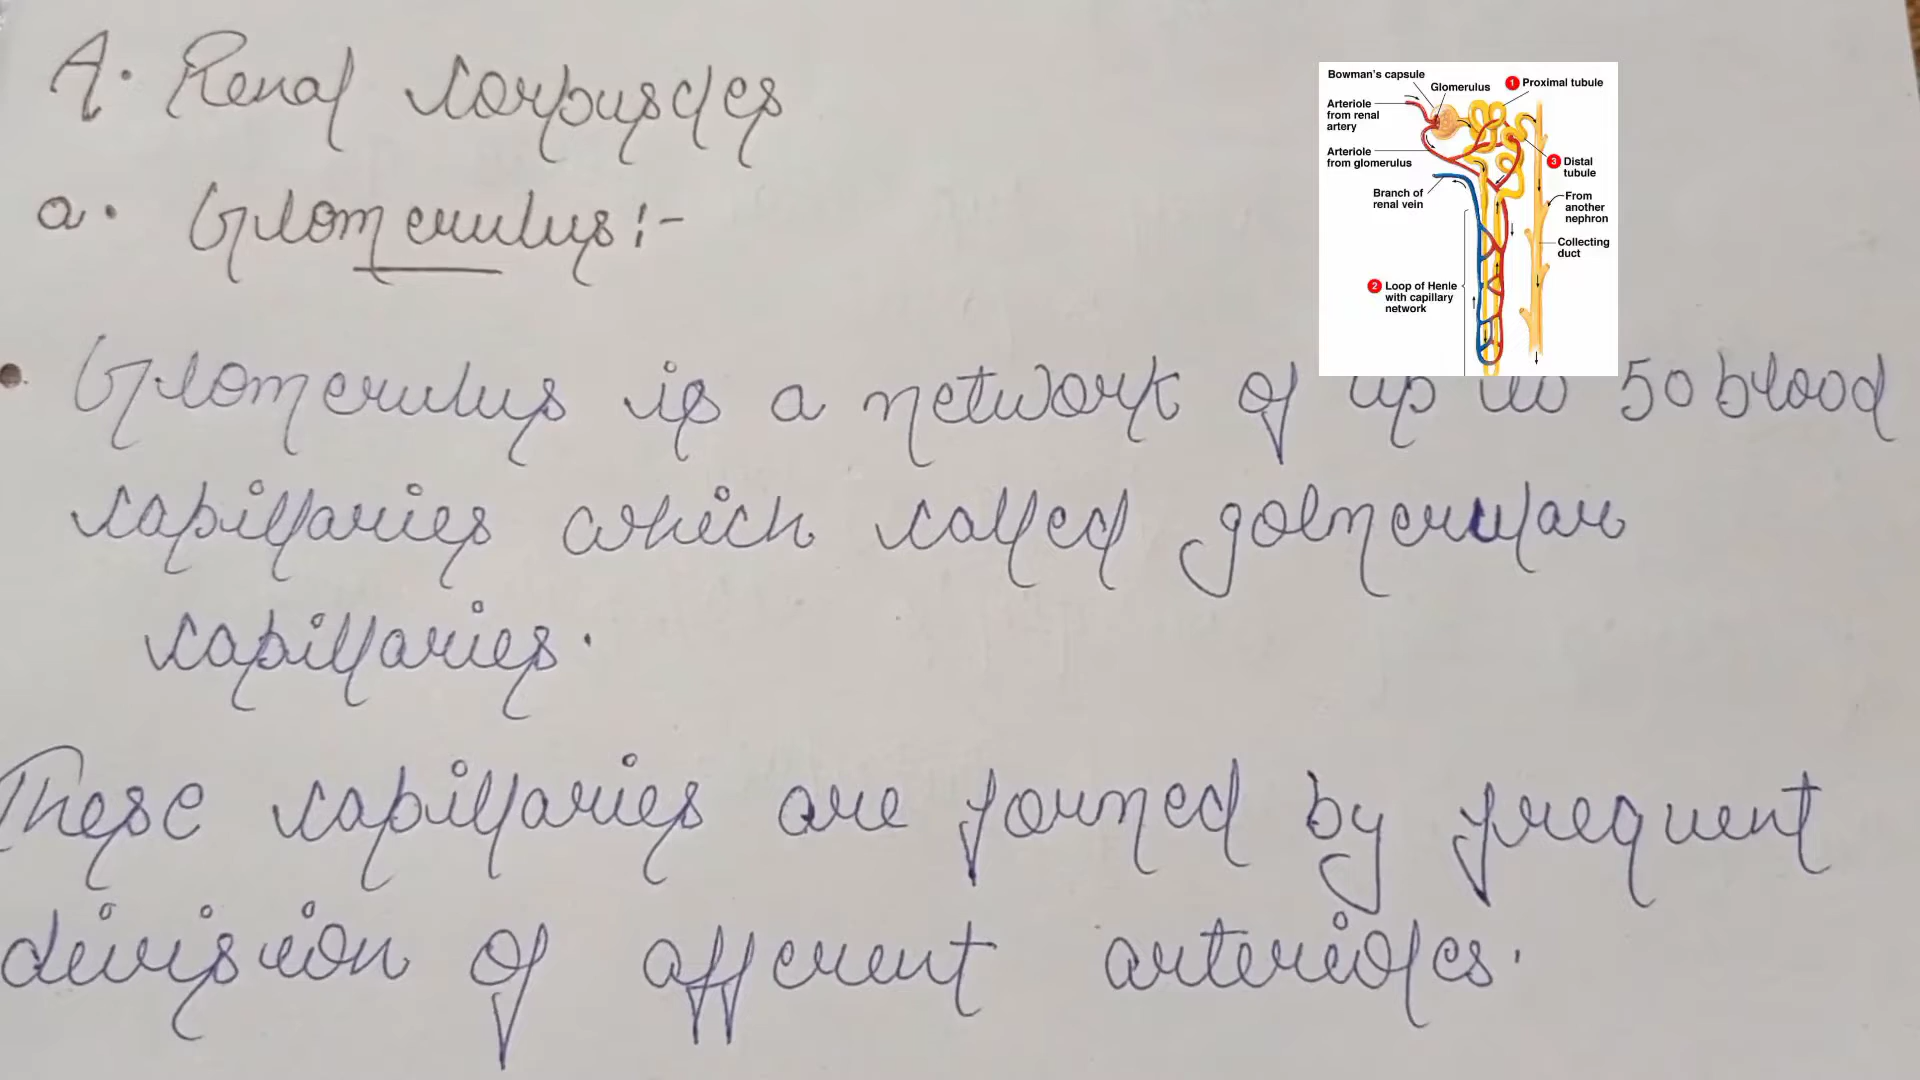 A. Renal corpuscles
a. Glomerulus:-
• Glomerulus is a network of up to 50 blood
capillaries which called golmerular
capillaries.
These capillaries are formed by frequent
division of afferent arterioles.
Bowman's capsule
Glomerulus
1 Proximal tubule
Arteriole
from renal
artery
Arteriole
from glomerulus
3 Distal
tubule
Branch of
renal vein
From
another
nephron
Collecting
duct
2 Loop of Henle
with capillary
network